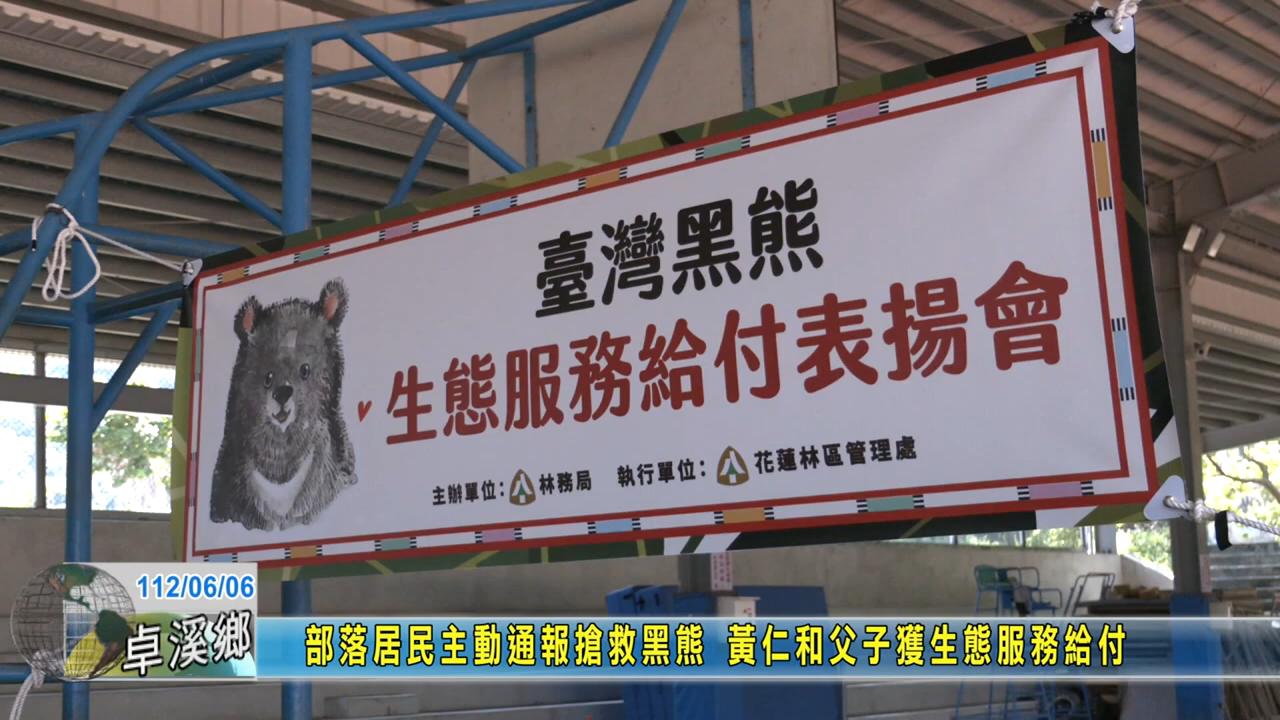 臺灣黑熊
生態服務給付表揚會
主辦單位：林務局 執行單位：花蓮林區管理處
112/06/06
卓溪鄉
部落居民主動通報搶救黑熊 黃仁和父子獲生態服務給付